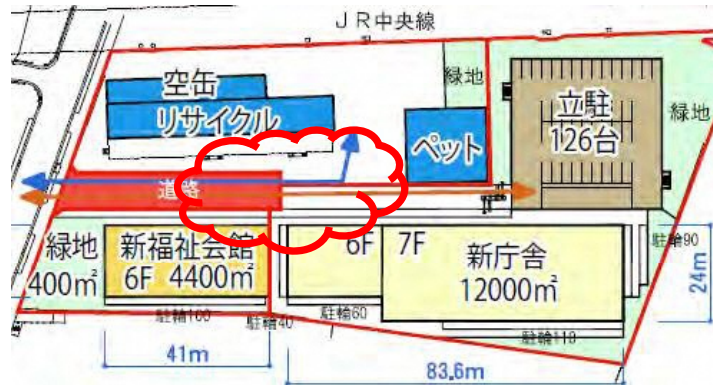 JR中央線
空缶
リサイクル
緑地
ペット
立駐
126台
緑地
道路
緑地
400㎡
新福祉会館
6F 4400㎡
6F 7F
新庁舎
12000㎡
駐輪90
24m
駐輪100
駐輪40
駐輪60
駐輪110
41m
83,6m